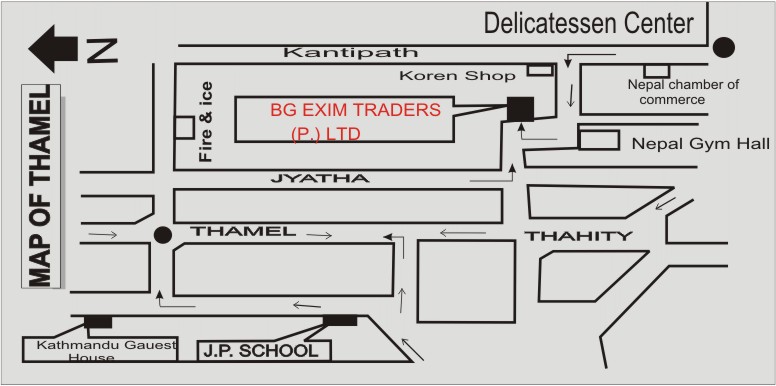 Delicatessen Center
N
Kantipath
Koren Shop
Nepal chamber of
commerce
MAP OF THAMEL
Fire & ice
BG EXIM TRADERS
(P.) LTD
Nepal Gym Hall
JYATHA
THAMEL
THAHITY
Kathmandu Gauest
House
J.P. SCHOOL